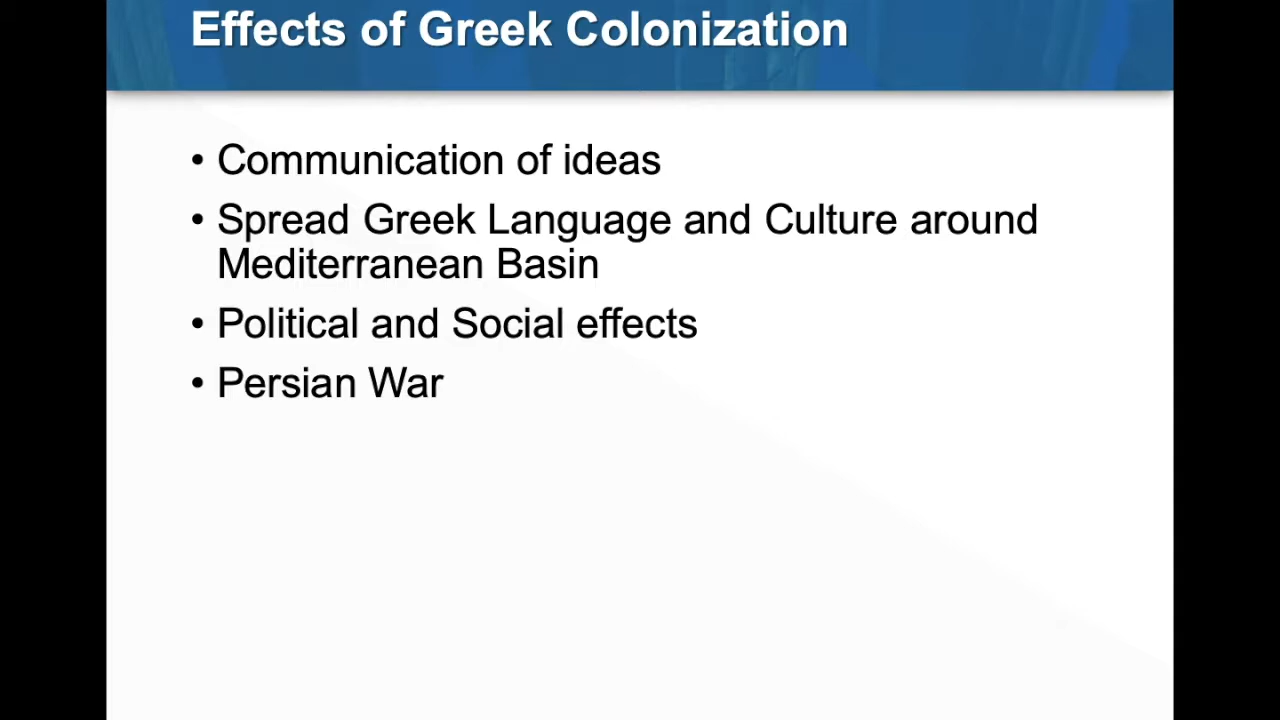 Effects of Greek Colonization
• Communication of ideas
• Spread Greek Language and Culture around
Mediterranean Basin
• Political and Social effects
• Persian War